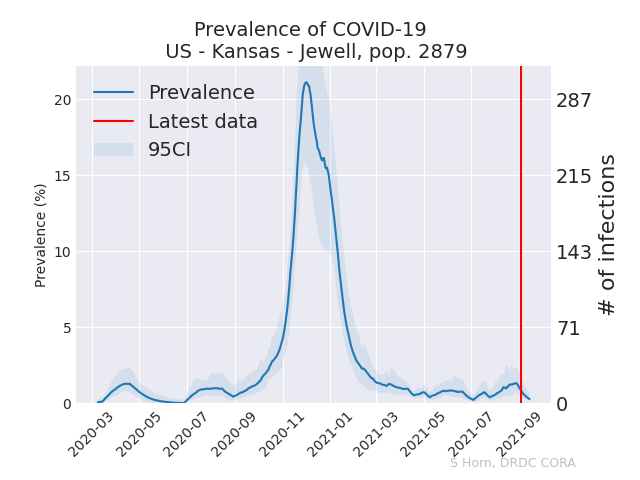 Prevalence of COVID-19
US - Kansas - Jewell, pop. 2879
Prevalence
Latest data
95CI
Prevalence (%)
20
15
10
5
0
287
215
143
71
0
# of infections
2020-03
2020-05
2020-07
2020-09
2020-11
2021-01
2021-03
2021-05
2021-07
2021-09
S Horn, DRDC CORA